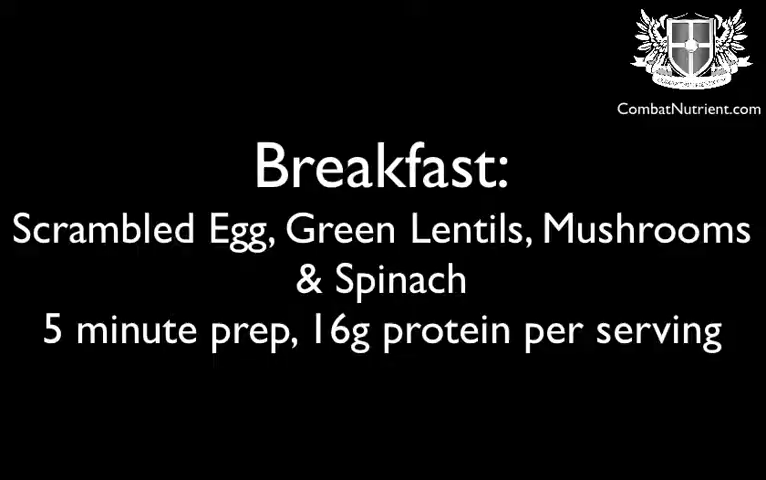 CombatNutrient.com
Breakfast:
Scrambled Egg, Green Lentils, Mushrooms
& Spinach
5 minute prep, 16g protein per serving